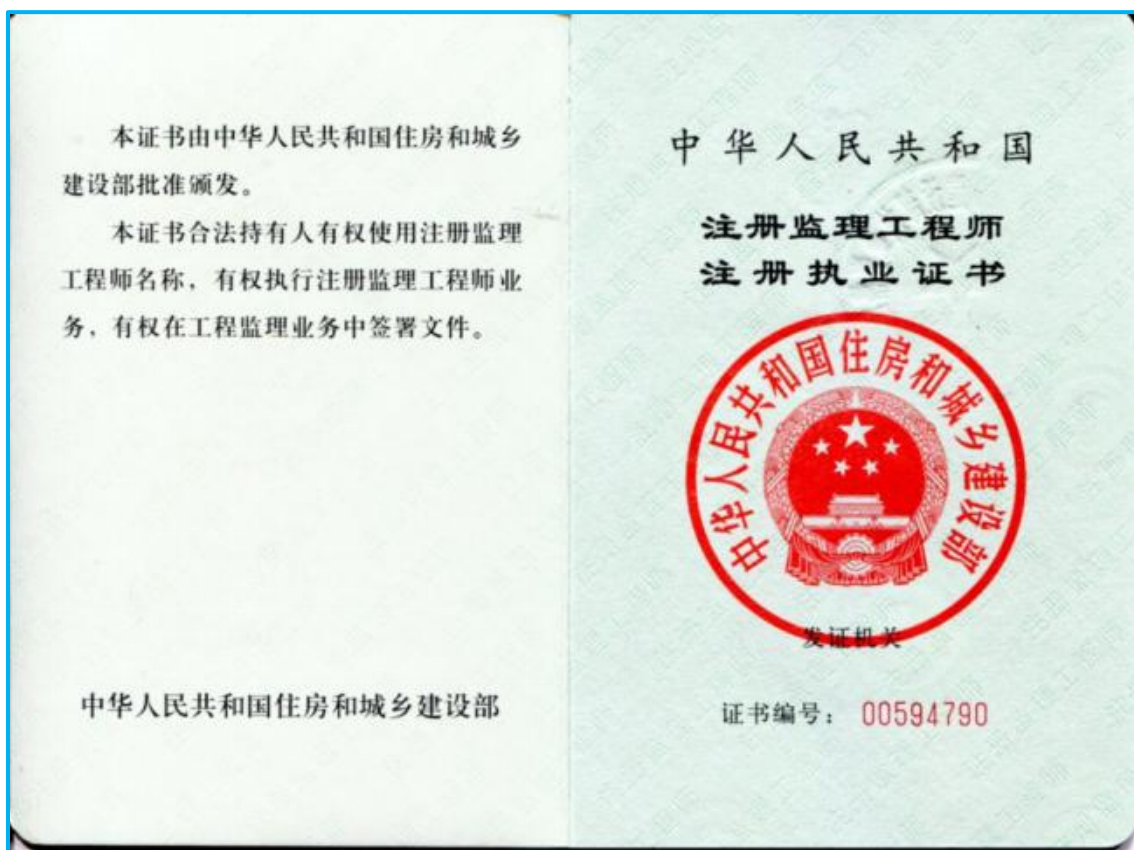 本证书由中华人民共和国住房和城乡
建设部批准颁发。
本证书合法持有人有权使用注册监理
工程师名称，有权执行注册监理工程师业
务，有权在工程监理业务中签署文件。
中华人民共和国住房和城乡建设部
中华人民共和国
注册监理工程师
注册执业证书
中华人民共和国住房和城乡建设部
发证机关
证书编号：00594790